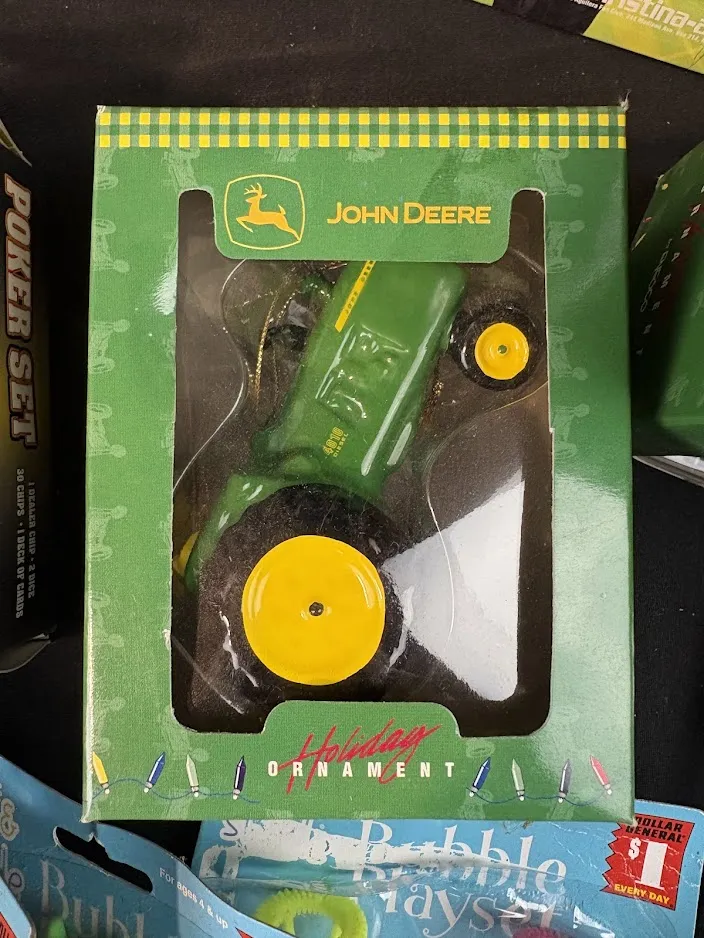 JOHN DEERE
4010
DIESEL
Holiday
ORNAMENT
POKER SET
1 DEALER CHIP • 2 DICE
30 CHIPS • 1 DECK OF CARDS
Bubble
For ages 4 & up
DOLLAR
GENERAL
$1
EVERY DAY